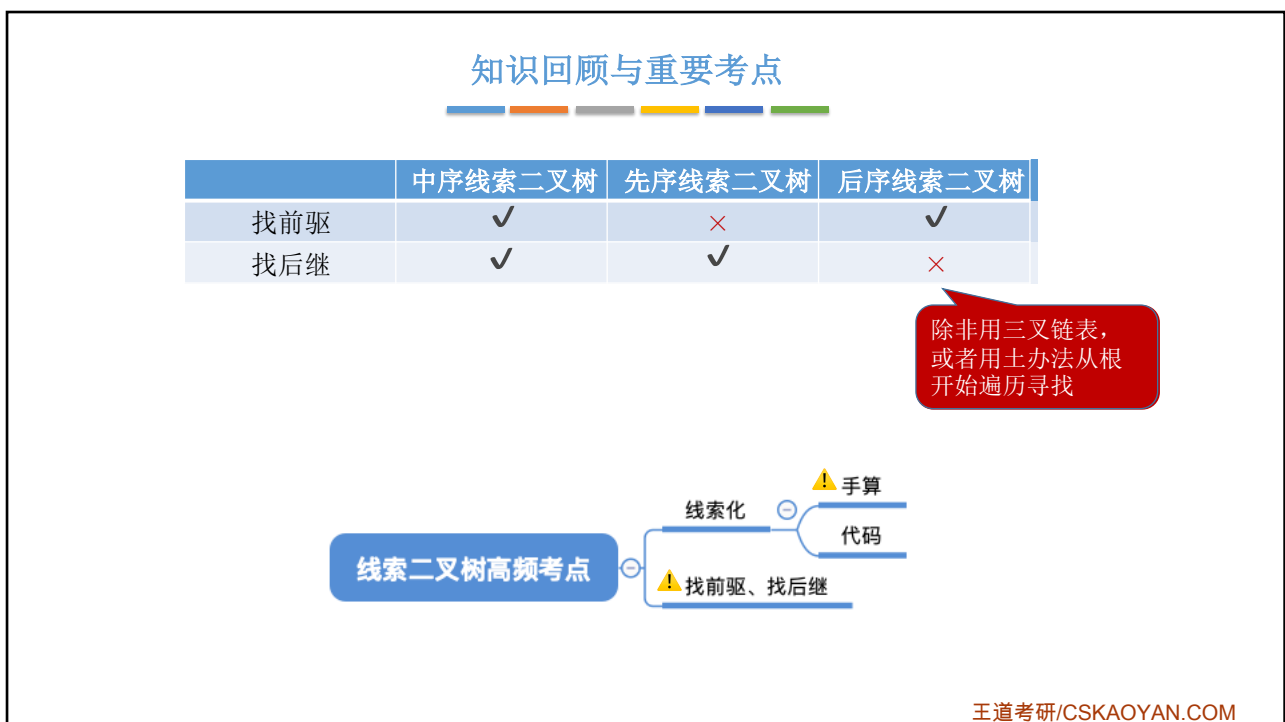 知识回顾与重要考点
中序线索二叉树 先序线索二叉树 后序线索二叉树
找前驱 ✓ × ✓
找后继 ✓ ✓ ×
除非用三叉链表，
或者用土办法从根
开始遍历寻找
手算
线索化
代码
线索二叉树高频考点
找前驱、找后继
王道考研/CSKAOYAN.COM